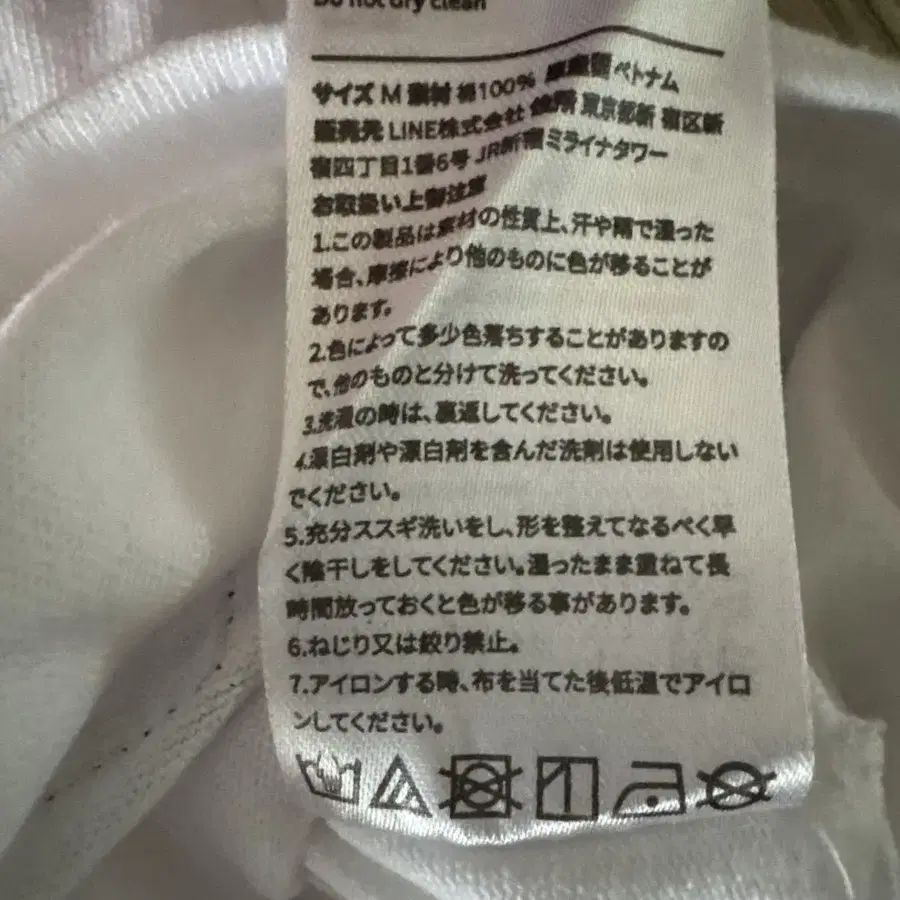 Do not dry clean
サイズ M 素材 綿100% 原産国 ベトナム
販売元 LINE株式会社 住所 東京都新 宿区新
宿四丁目1番6号 JR新宿ミライナタワー
お取扱い上御注意
1.この製品は素材の性質上、汗や雨で湿った
場合、摩擦により他のものに色が移ることが
あります。
2.色によって多少色落ちすることがありますの
で、他のものと分けて洗ってください。
3.洗濯の時は、裏返してください。
4.漂白剤や漂白剤を含んだ洗剤は使用しない
でください。
5.充分ススギ洗いをし、形を整えてなるべく早
く陰干しをしてください。湿ったまま重ねて長
時間放っておくと色が移る事があります。
6.ねじり又は絞り禁止。
7.アイロンする時、布を当てた後低温でアイロ
ンしてください。